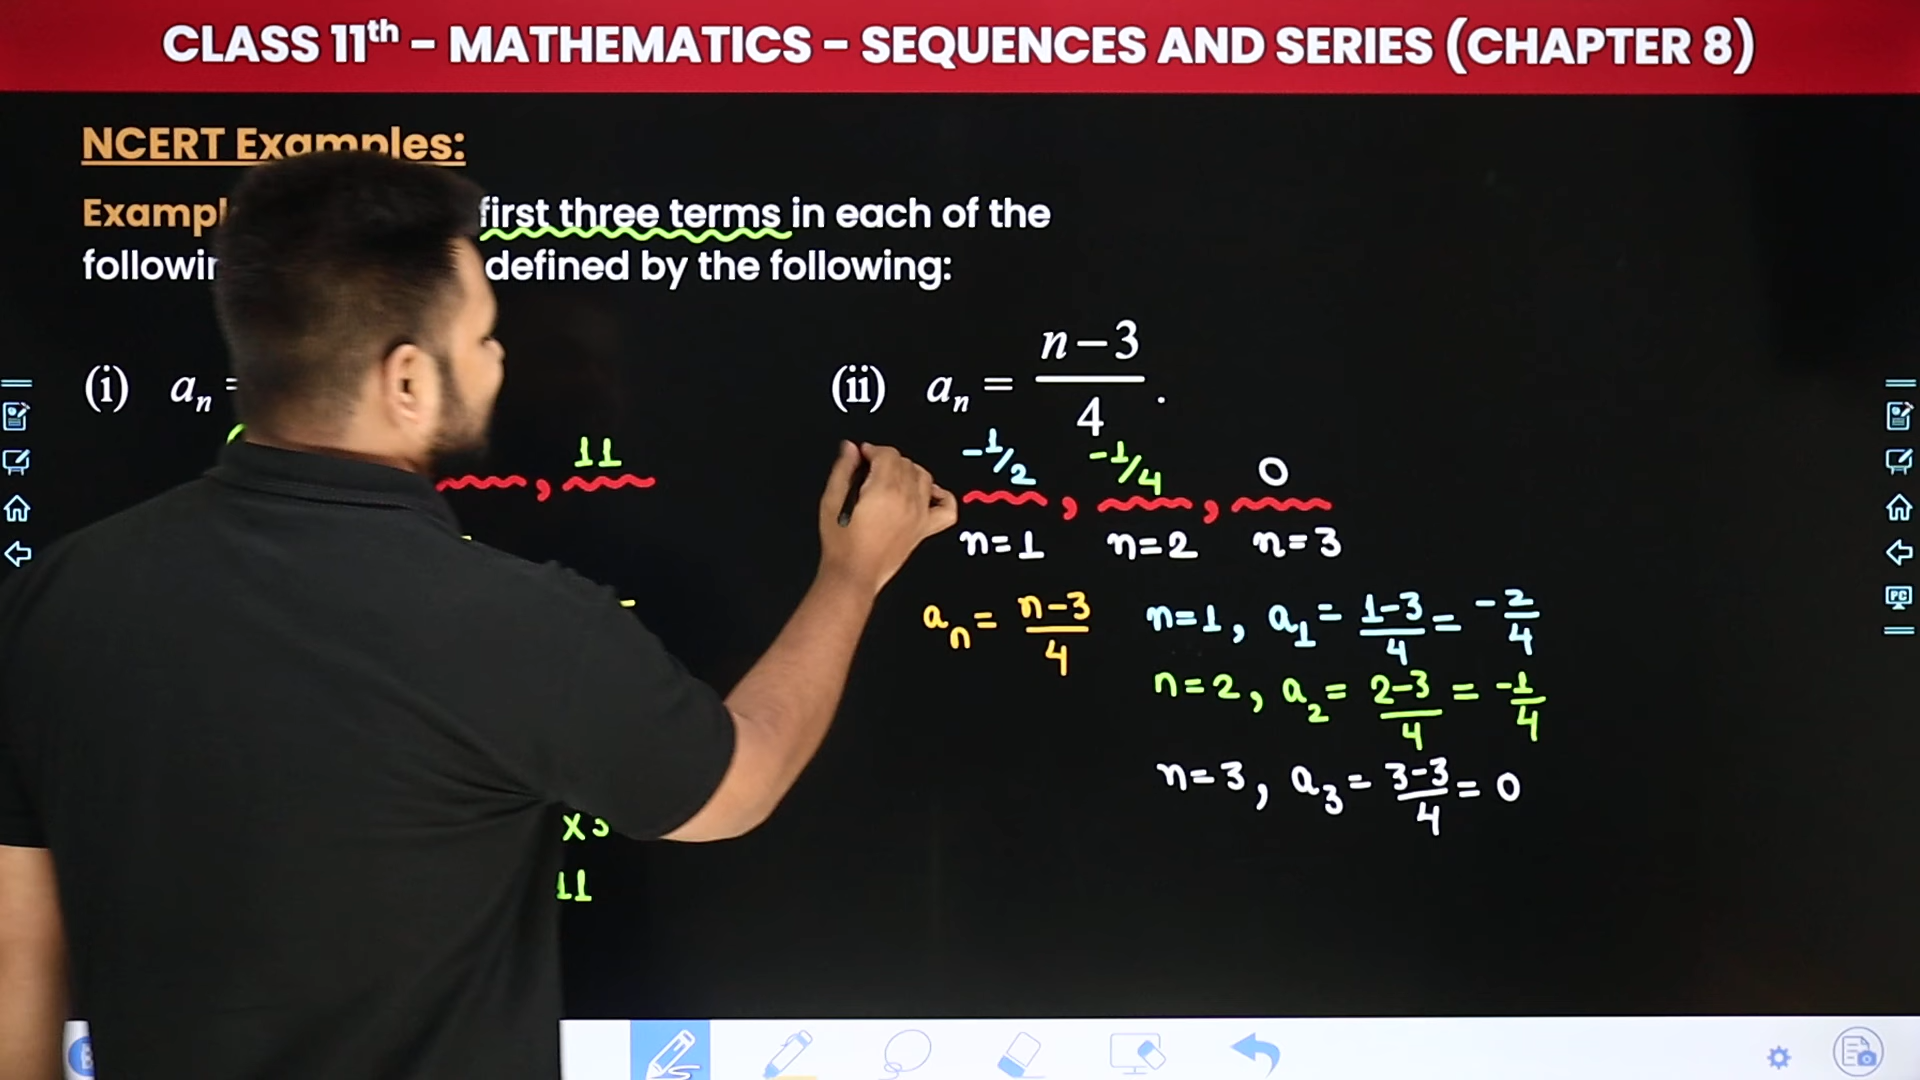 CLASS 11th - MATHEMATICS - SEQUENCES AND SERIES (CHAPTER 8)
NCERT Examples:
first three terms in each of the
defined by the following:
(i) aₙ =
(ii) aₙ = (n-3)/4 .
11
-1/2 , -1/4 , 0
n=1 n=2 n=3
aₙ = (n-3)/4
n=1, a₁ = (1-3)/4 = -2/4
n=2, a₂ = (2-3)/4 = -1/4
n=3, a₃ = (3-3)/4 = 0
11
PC